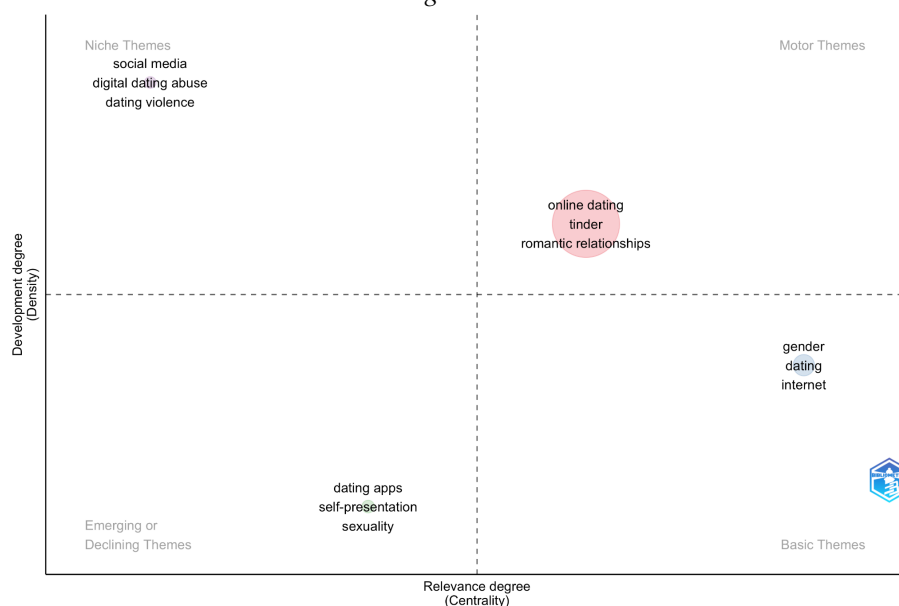 g
Niche Themes
Motor Themes
social media
digital dating abuse
dating violence
online dating
tinder
romantic relationships
Development degree
(Density)
gender
dating
internet
dating apps
self-presentation
sexuality
Emerging or
Declining Themes
Basic Themes
Relevance degree
(Centrality)